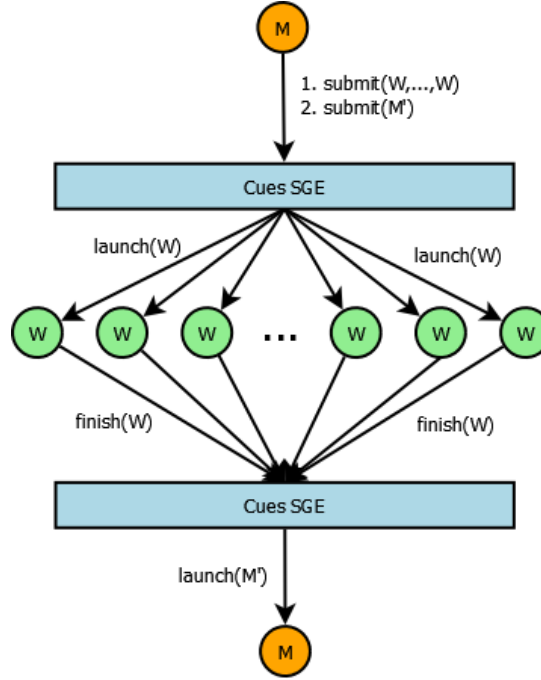 M
1. submit(W,...,W)
2. submit(M')
Cues SGE
launch(W)
launch(W)
W
W
W
...
W
W
W
finish(W)
finish(W)
Cues SGE
launch(M')
M